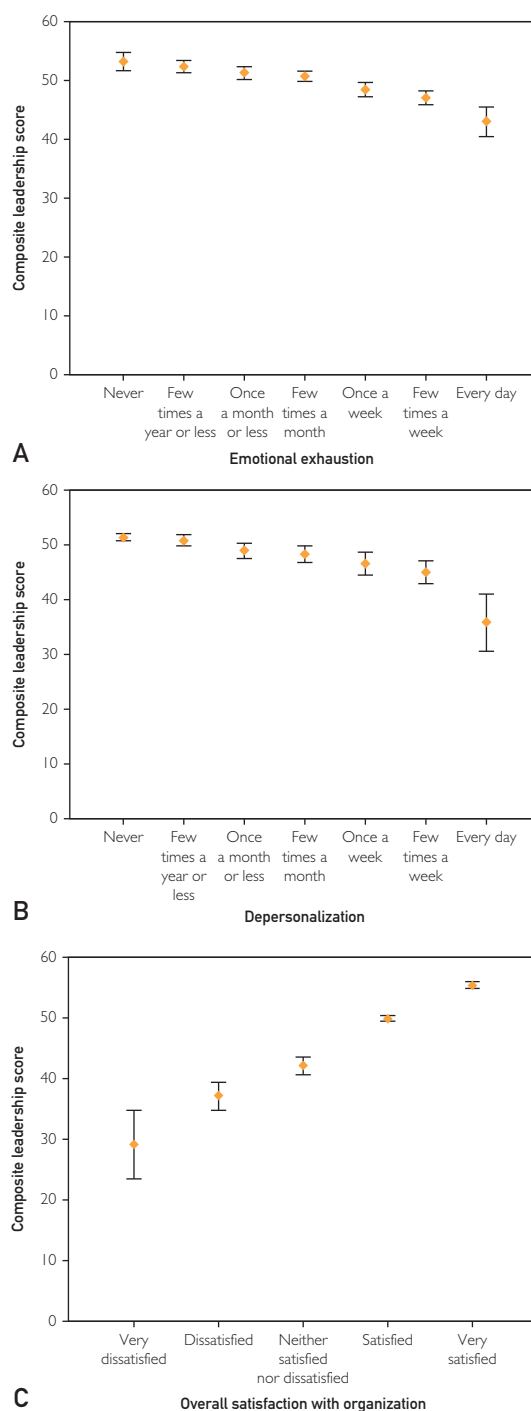 60
50
40
30
20
10
0
Composite leadership score
Never
Few
times a
year or less
Once
a month
or less
Few
times a
month
Once a
week
Few
times a
week
Every day
A
Emotional exhaustion
60
50
40
30
20
10
0
Composite leadership score
Never
Few
times a
year or
less
Once
a month
or less
Few
times a
month
Once a
week
Few
times a
week
Every day
B
Depersonalization
60
50
40
30
20
10
0
Composite leadership score
Very
dissatisfied
Dissatisfied
Neither
satisfied
nor dissatisfied
Satisfied
Very
satisfied
C
Overall satisfaction with organization